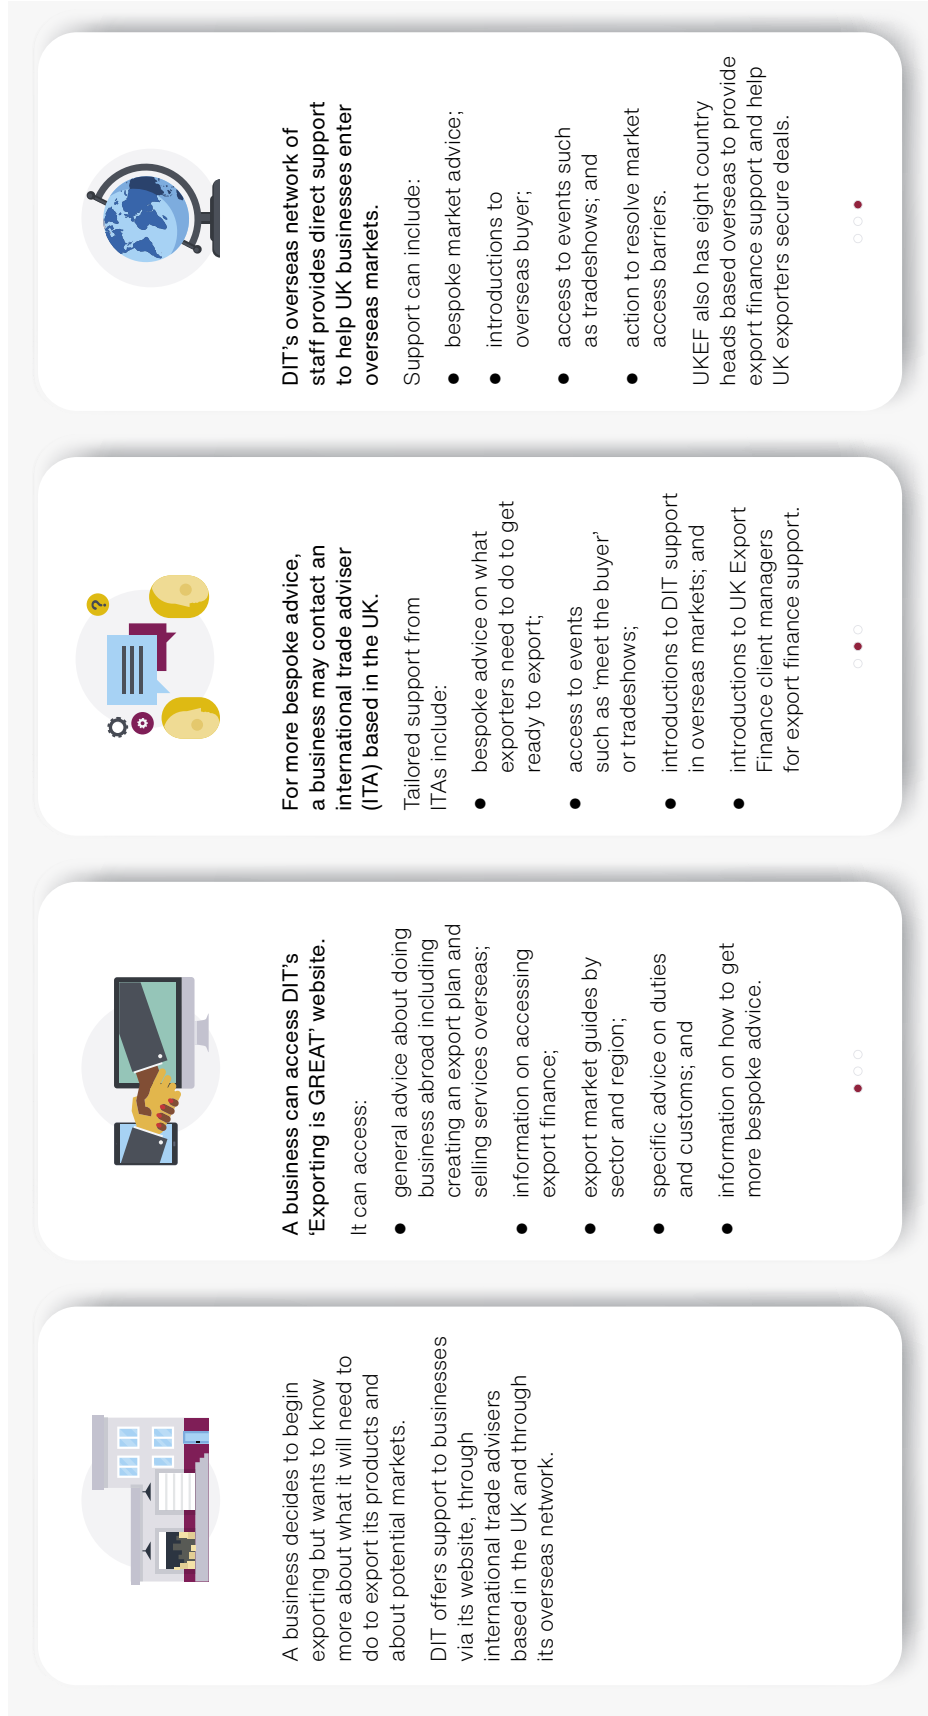 A business decides to begin
exporting but wants to know
more about what it will need to
do to export its products and
about potential markets.
DIT offers support to businesses
via its website, through
international trade advisers
based in the UK and through
its overseas network.
A business can access DIT’s
‘Exporting is GREAT’ website.
It can access:
● general advice about doing
business abroad including
creating an export plan and
selling services overseas;
● information on accessing
export finance;
● export market guides by
sector and region;
● specific advice on duties
and customs; and
● information on how to get
more bespoke advice.
For more bespoke advice,
a business may contact an
international trade adviser
(ITA) based in the UK.
Tailored support from
ITAs include:
● bespoke advice on what
exporters need to do to get
ready to export;
● access to events
such as ‘meet the buyer’
or tradeshows;
● introductions to DIT support
in overseas markets; and
● introductions to UK Export
Finance client managers
for export finance support.
?
DIT’s overseas network of
staff provides direct support
to help UK businesses enter
overseas markets.
Support can include:
● bespoke market advice;
● introductions to
overseas buyer;
● access to events such
as tradeshows; and
● action to resolve market
access barriers.
UKEF also has eight country
heads based overseas to provide
export finance support and help
UK exporters secure deals.